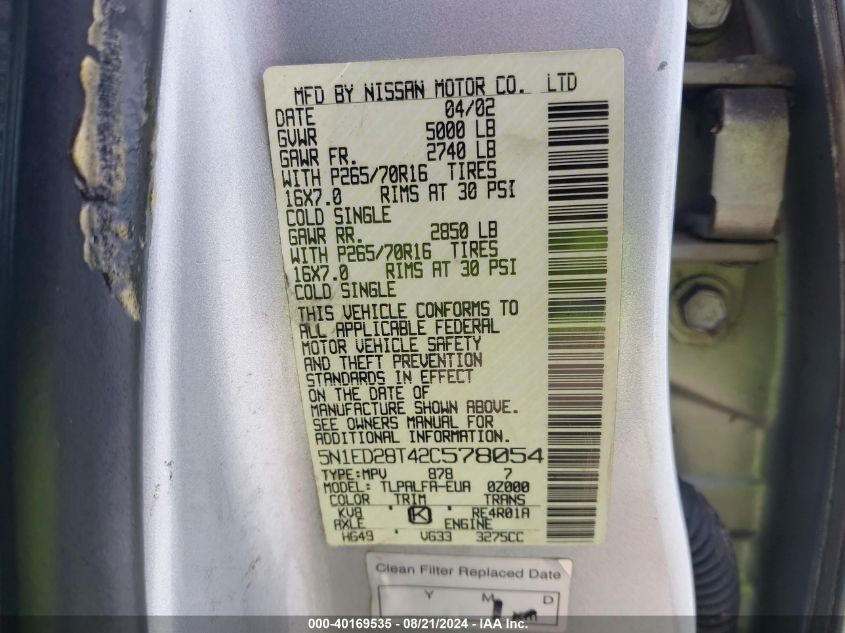 MFD BY NISSAN MOTOR CO. LTD
DATE 04/02
GVWR 5000 LB
GAWR FR. 2740 LB
WITH P265/70R16 TIRES
16X7.0 RIMS AT 30 PSI
COLD SINGLE
GAWR RR. 2850 LB
WITH P265/70R16 TIRES
16X7.0 RIMS AT 30 PSI
COLD SINGLE
THIS VEHICLE CONFORMS TO
ALL APPLICABLE FEDERAL
MOTOR VEHICLE SAFETY
AND THEFT PREVENTION
STANDARDS IN EFFECT
ON THE DATE OF
MANUFACTURE SHOWN ABOVE.
SEE OWNERS MANUAL FOR
ADDITIONAL INFORMATION
5N1ED28T42C578054
TYPE:MPV 878 7
MODEL: TLPALFA-EUA 0Z000
COLOR TRIM TRANS
KV8 K RE4R01A
AXLE ENGINE
HG49 VG33 3275CC
Clean Filter Replaced Date
Y M D
000-40169535 - 08/21/2024 - IAA Inc.